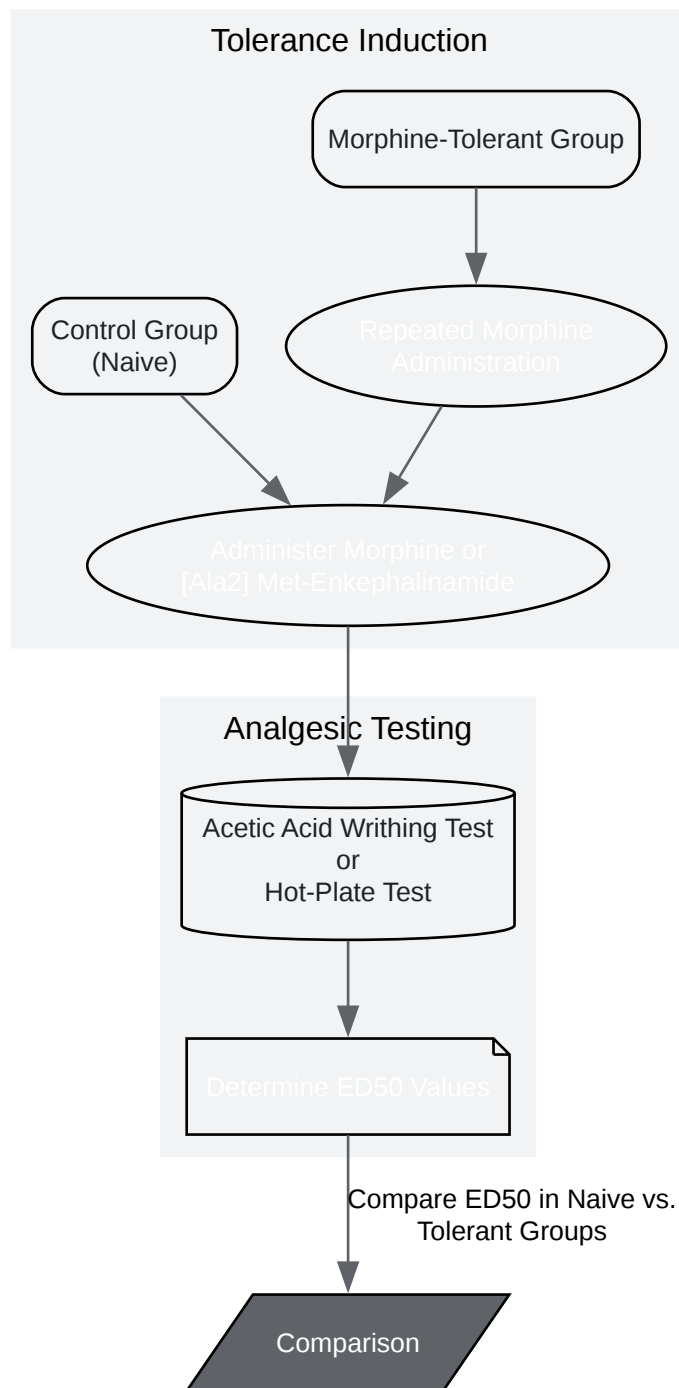 Tolerance Induction
Morphine-Tolerant Group
Repeated Morphine
Administration
Control Group
(Naive)
Administer Morphine or
[Ala2] Met-Enkephalinamide
Analgesic Testing
Acetic Acid Writhing Test
or
Hot-Plate Test
Determine ED50 Values
Compare ED50 in Naive vs.
Tolerant Groups
Comparison